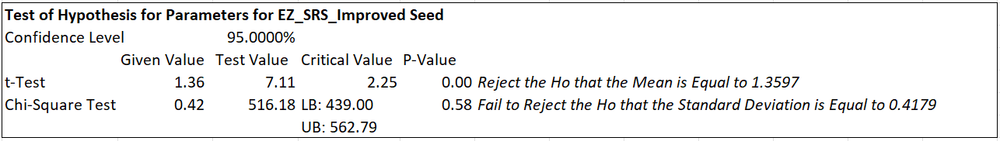 Test of Hypothesis for Parameters for EZ_SRS_Improved Seed
Confidence Level 95.0000%
Given Value Test Value Critical Value P-Value
t-Test 1.36 7.11 2.25 0.00 Reject the Ho that the Mean is Equal to 1.3597
Chi-Square Test 0.42 516.18 LB: 439.00 0.58 Fail to Reject the Ho that the Standard Deviation is Equal to 0.4179
UB: 562.79